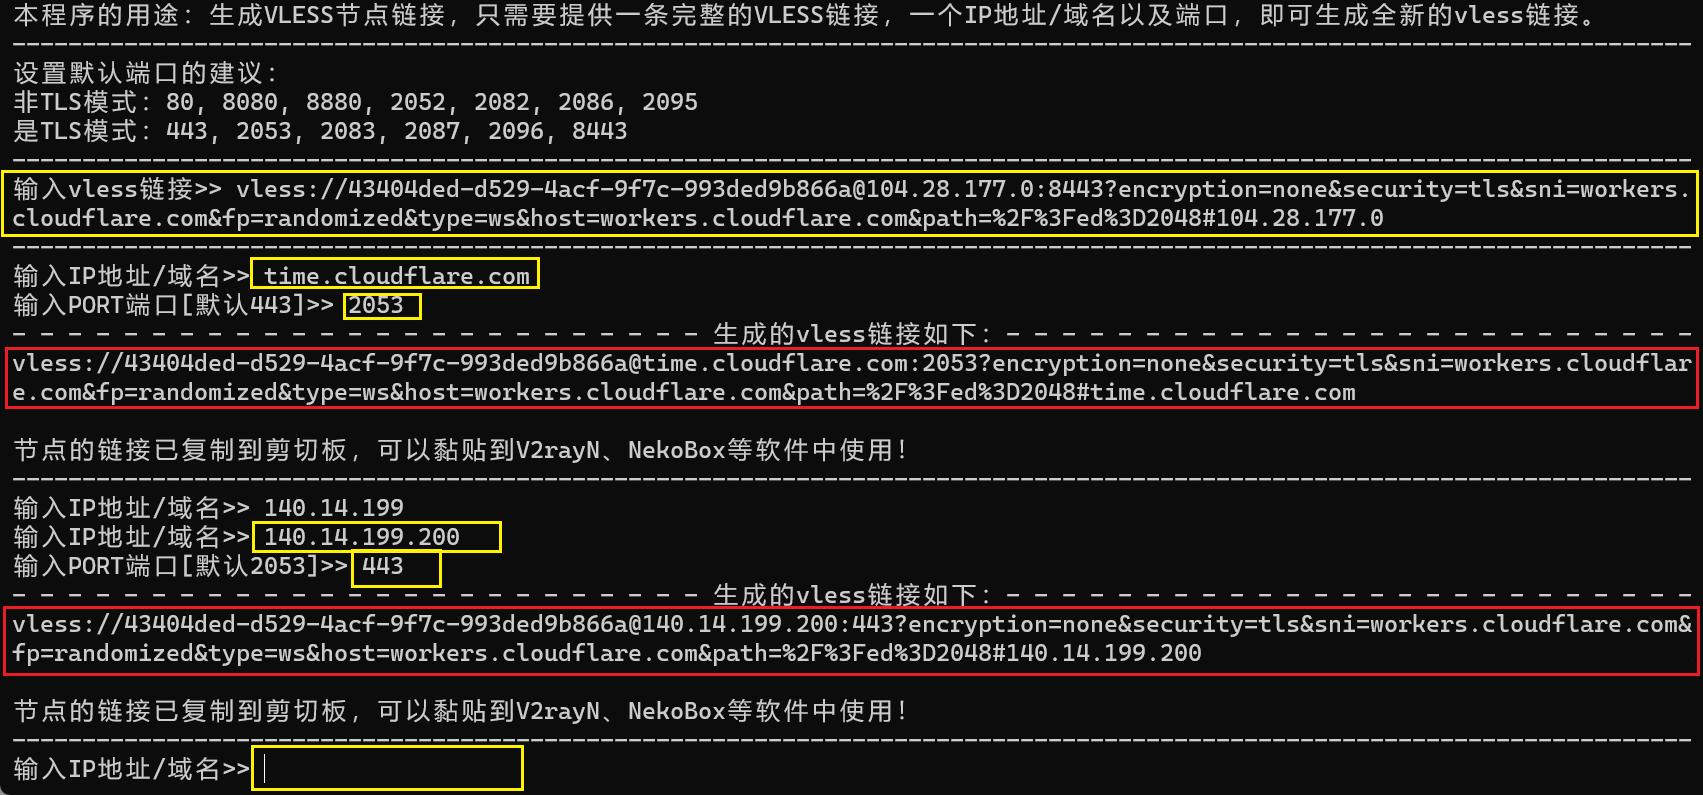 本程序的用途: 生成VLESS节点链接, 只需要提供一条完整的VLESS链接, 一个IP地址/域名以及端口, 即可生成全新的vless链接。
------------------------------------------------------------------------------------------------------------------------
设置默认端口的建议:
非TLS模式: 80, 8080, 8880, 2052, 2082, 2086, 2095
是TLS模式: 443, 2053, 2083, 2087, 2096, 8443
------------------------------------------------------------------------------------------------------------------------
输入vless链接>> vless://43404ded-d529-4acf-9f7c-993ded9b866a@104.28.177.0:8443?encryption=none&security=tls&sni=workers.
cloudflare.com&fp=randomized&type=ws&host=workers.cloudflare.com&path=%2F%3Fed%3D2048#104.28.177.0
------------------------------------------------------------------------------------------------------------------------
输入IP地址/域名>> time.cloudflare.com
输入PORT端口[默认443]>> 2053
- - - - - - - - - - - - - - - - - - - - - - - - - 生成的vless链接如下: - - - - - - - - - - - - - - - - - - - - - - - - -
vless://43404ded-d529-4acf-9f7c-993ded9b866a@time.cloudflare.com:2053?encryption=none&security=tls&sni=workers.cloudflar
e.com&fp=randomized&type=ws&host=workers.cloudflare.com&path=%2F%3Fed%3D2048#time.cloudflare.com
节点的链接已复制到剪切板, 可以黏贴到V2rayN、NekoBox等软件中使用!
------------------------------------------------------------------------------------------------------------------------
输入IP地址/域名>> 140.14.199
输入IP地址/域名>> 140.14.199.200
输入PORT端口[默认2053]>> 443
- - - - - - - - - - - - - - - - - - - - - - - - - 生成的vless链接如下: - - - - - - - - - - - - - - - - - - - - - - - - -
vless://43404ded-d529-4acf-9f7c-993ded9b866a@140.14.199.200:443?encryption=none&security=tls&sni=workers.cloudflare.com&
fp=randomized&type=ws&host=workers.cloudflare.com&path=%2F%3Fed%3D2048#140.14.199.200
节点的链接已复制到剪切板, 可以黏贴到V2rayN、NekoBox等软件中使用!
------------------------------------------------------------------------------------------------------------------------
输入IP地址/域名>>